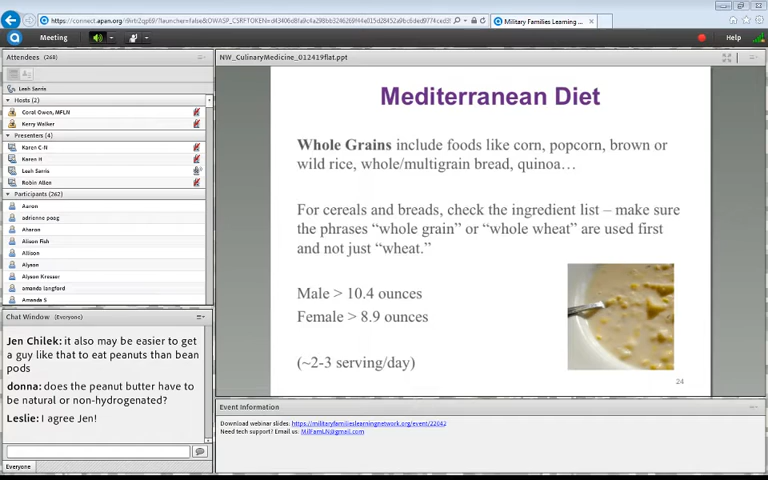 Military Families Learning ...
Meeting
Help
Attendees (268)
Leah Sarris
Hosts (2)
Coral Owen, MFLN
Kerry Walker
Presenters (4)
Karen C-N
Karen H
Leah Sarris
Robin Allen
Participants (262)
Aaron
adrienne poag
Aharon
Alison Fish
Allison
Alyson
Alyson Kresser
amanda langford
Amanda S
Chat Window (Everyone)
Jen Chilek: it also may be easier to get
a guy like that to eat peanuts than bean
pods
donna: does the peanut butter have to
be natural or non-hydrogenated?
Leslie: I agree Jen!
Everyone
NW_CulinaryMedicine_012419flat.ppt
Mediterranean Diet
Whole Grains include foods like corn, popcorn, brown or
wild rice, whole/multigrain bread, quinoa…
For cereals and breads, check the ingredient list – make sure
the phrases “whole grain” or “whole wheat” are used first
and not just “wheat.”
Male > 10.4 ounces
Female > 8.9 ounces
(~2-3 serving/day)
24
Event Information
Download webinar slides: https://militaryfamilieslearningnetwork.org/event/22042
Need tech support? Email us: MilFamLN@gmail.com